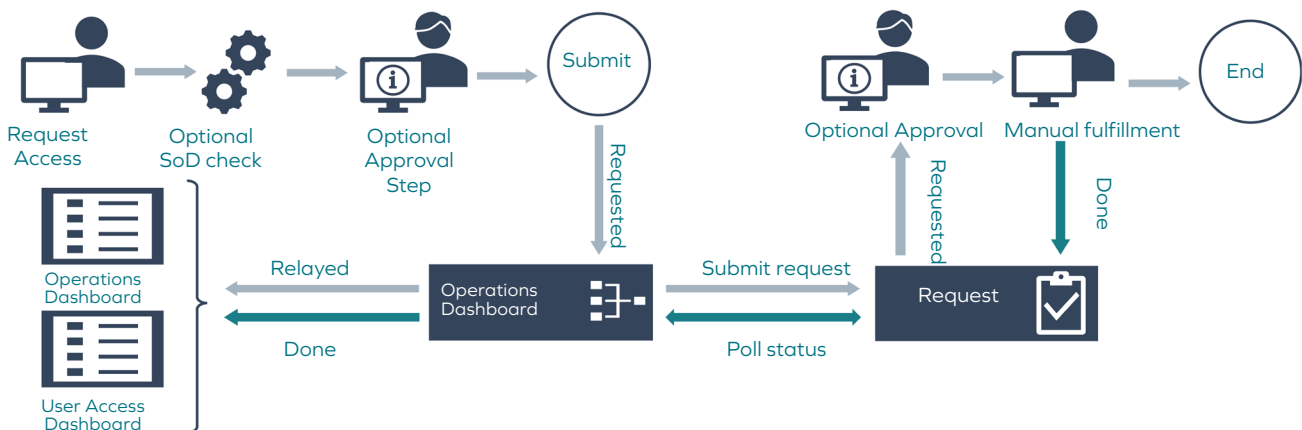 Request
Access
Optional
SoD check
Optional
Approval
Step
Submit
Requested
Optional Approval
Manual fulfillment
End
Requested
Done
Operations
Dashboard
User Access
Dashboard
Relayed
Done
Operations
Dashboard
Submit request
Poll status
Request